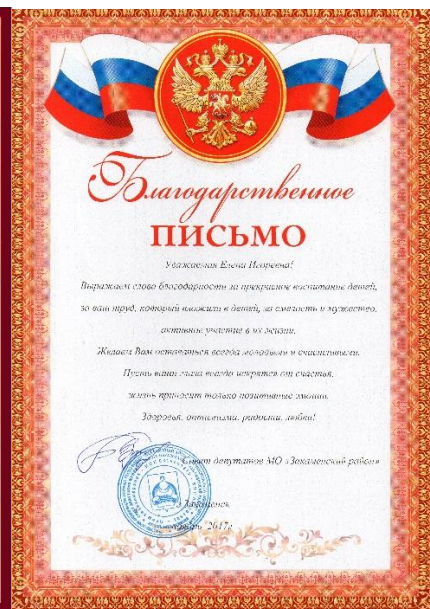 Благодарственное
ПИСЬМО
Уважаемая Елена Игоревна!
Выражаем слова благодарности за прекрасное воспитание детей,
за ваш труд, который вложили в детей, за смелость и мужество,
активное участие в их жизни.
Желаем Вам оставаться всегда молодыми и счастливыми.
Пусть ваши глаза всегда искрятся от счастья,
жизнь приносит только позитивные эмоции.
Здоровья, оптимизма, радости, любви!
Совет депутатов МО «Закаменский район»
Закаменск
2017г